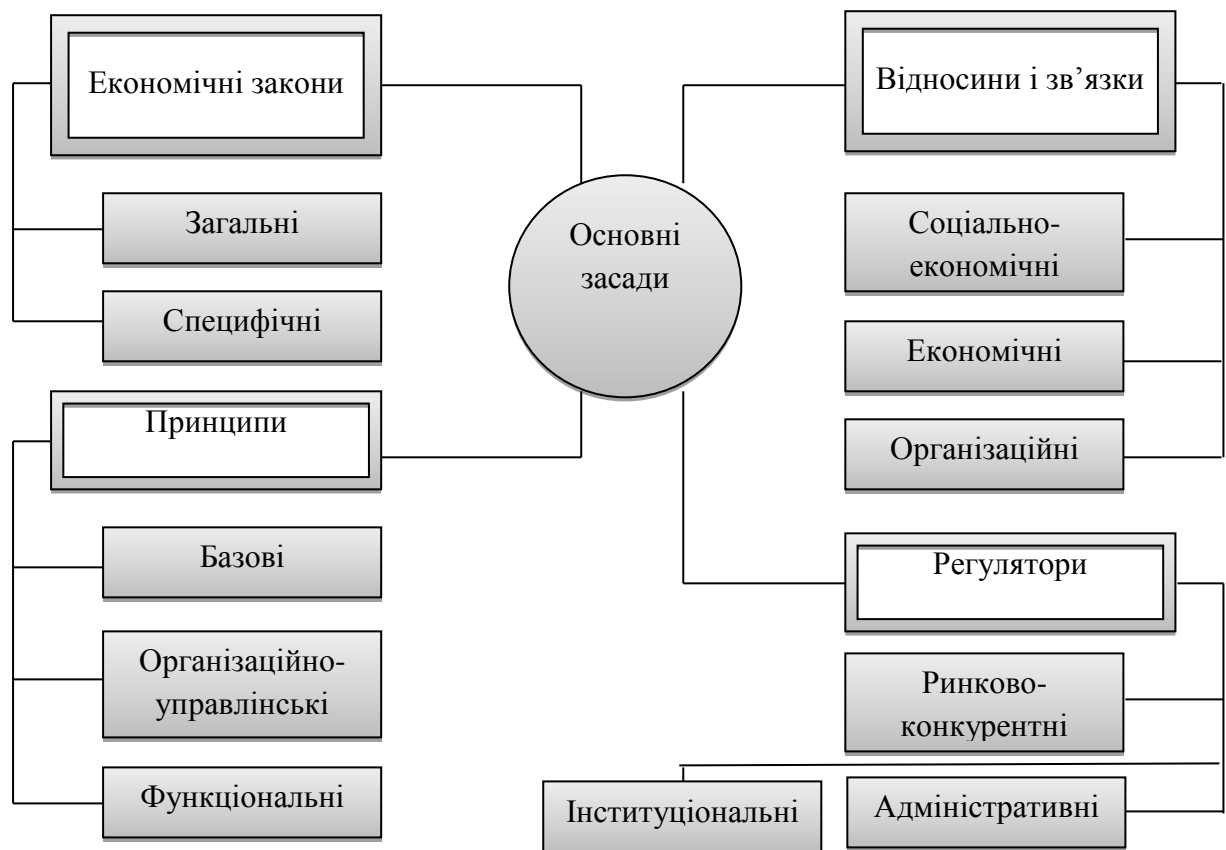 Економічні закони
Загальні
Специфічні
Принципи
Базові
Організаційно-
управлінські
Функціональні
Основні
засади
Відносини і зв’язки
Соціально-
економічні
Економічні
Організаційні
Регулятори
Ринково-
конкурентні
Інституціональні
Адміністративні